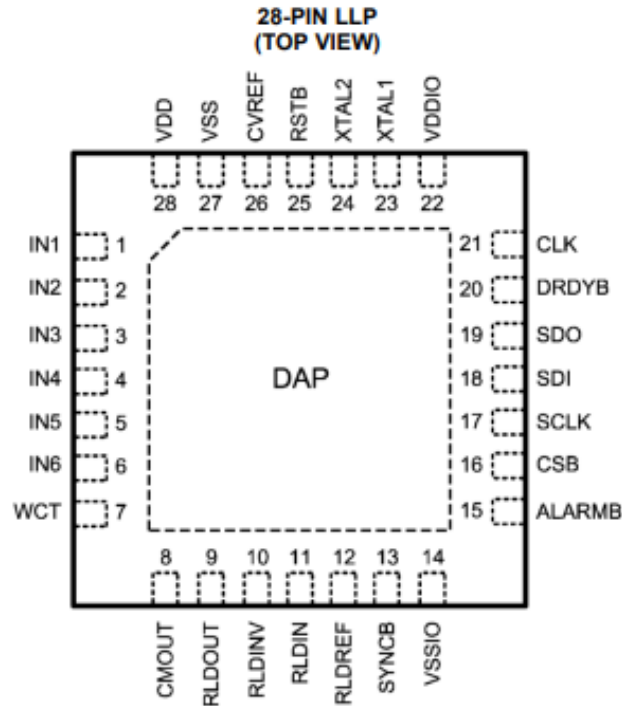 28-PIN LLP
(TOP VIEW)
VDD VSS CVREF RSTB XTAL2 XTAL1 VDDIO
28 27 26 25 24 23 22
IN1 1 21 CLK
IN2 2 20 DRDYB
IN3 3 19 SDO
IN4 4 DAP 18 SDI
IN5 5 17 SCLK
IN6 6 16 CSB
WCT 7 15 ALARMB
8 9 10 11 12 13 14
CMOUT RLDOUT RLDINV RLDIN RLDREF SYNCB VSSIO